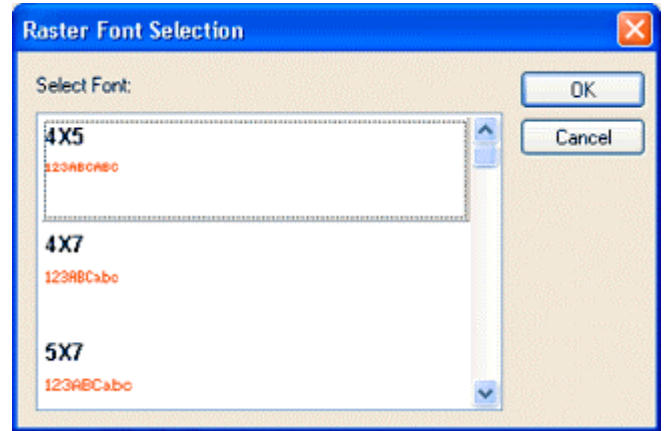 Raster Font Selection
Select Font:
OK
Cancel
4X5
123ABCABC
4X7
123ABCabc
5X7
123ABCabc